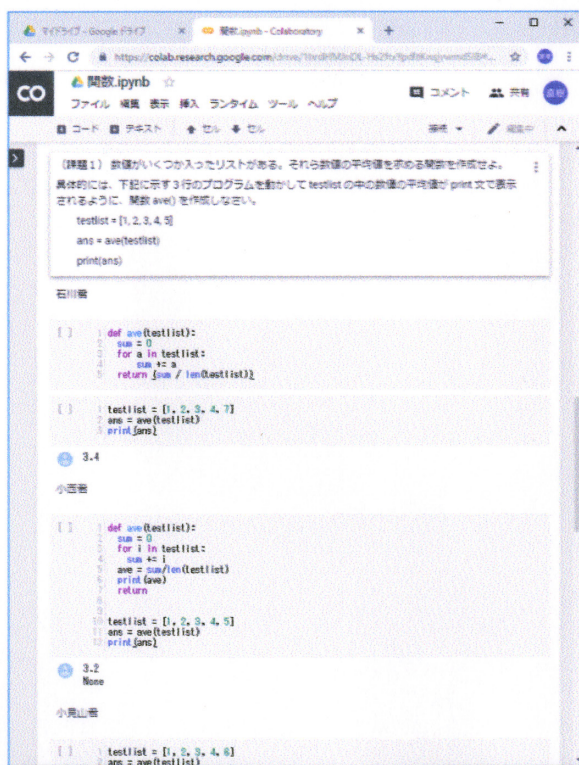 マイドライブ - Google ドライブ
関数.ipynb - Colaboratory
https://colab.research.google.com/drive/
CO
関数.ipynb
コメント
共有
ファイル 編集 表示 挿入 ランタイム ツール ヘルプ
コード テキスト セル セル
接続
編集中
(課題1) 数値がいくつか入ったリストがある。それら数値の平均値を求める関数を作成せよ。
具体的には、下記に示す3行のプログラムを動かして testlist の中の数値の平均値が print 文で表示
されるように、関数 ave() を作成しなさい。
testlist = [1, 2, 3, 4, 5]
ans = ave(testlist)
print(ans)
石川君
[ ] 1 def ave(testlist):
2 sum = 0
3 for a in testlist:
4 sum += a
5 return (sum / len(testlist))
[ ] 1 testlist = [1, 2, 3, 4, 7]
2 ans = ave(testlist)
3 print(ans)
3.4
小西君
[ ] 1 def ave(testlist):
2 sum = 0
3 for i in testlist:
4 sum += i
5 ave = sum/len(testlist)
6 print(ave)
7 return
8
9
10 testlist = [1, 2, 3, 4, 5]
11 ans = ave(testlist)
12 print(ans)
3.2
None
小見山君
[ ] 1 testlist = [1, 2, 3, 4, 6]
2 ans = ave(testlist)